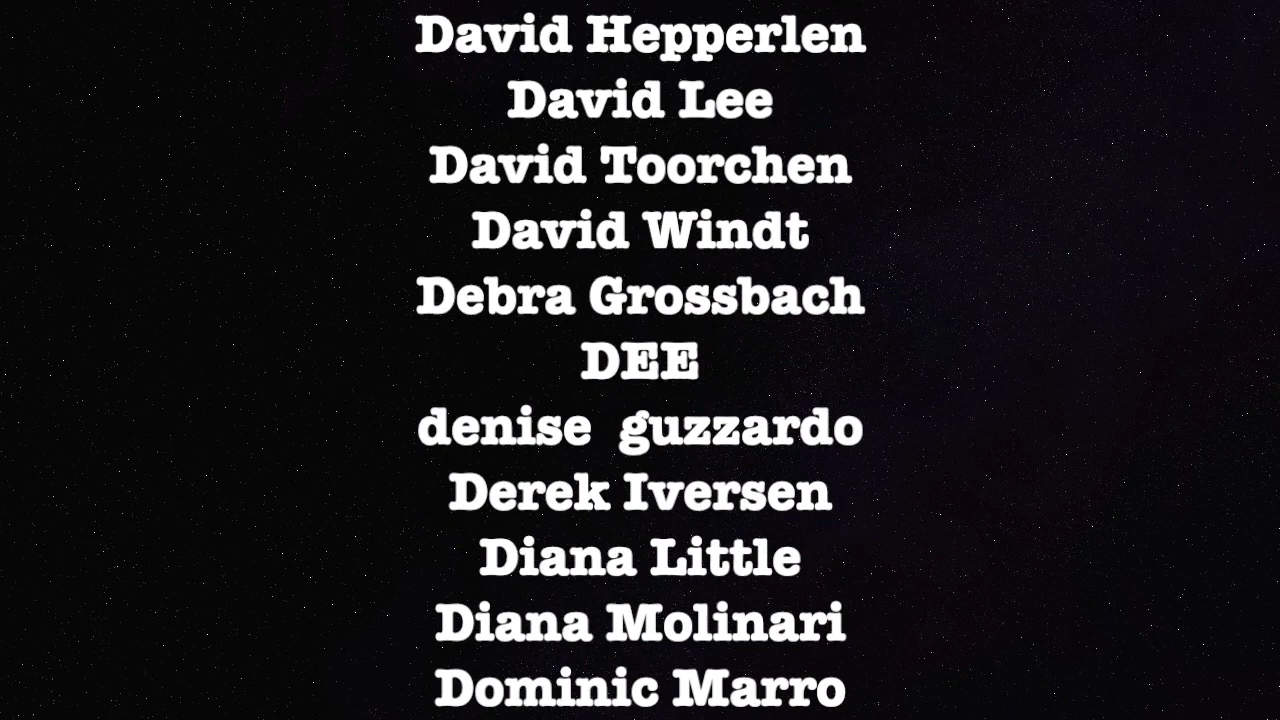 David Hepperlen
David Lee
David Toorchen
David Windt
Debra Grossbach
DEE
denise  guzzardo
Derek Iversen
Diana Little
Diana Molinari
Dominic Marro